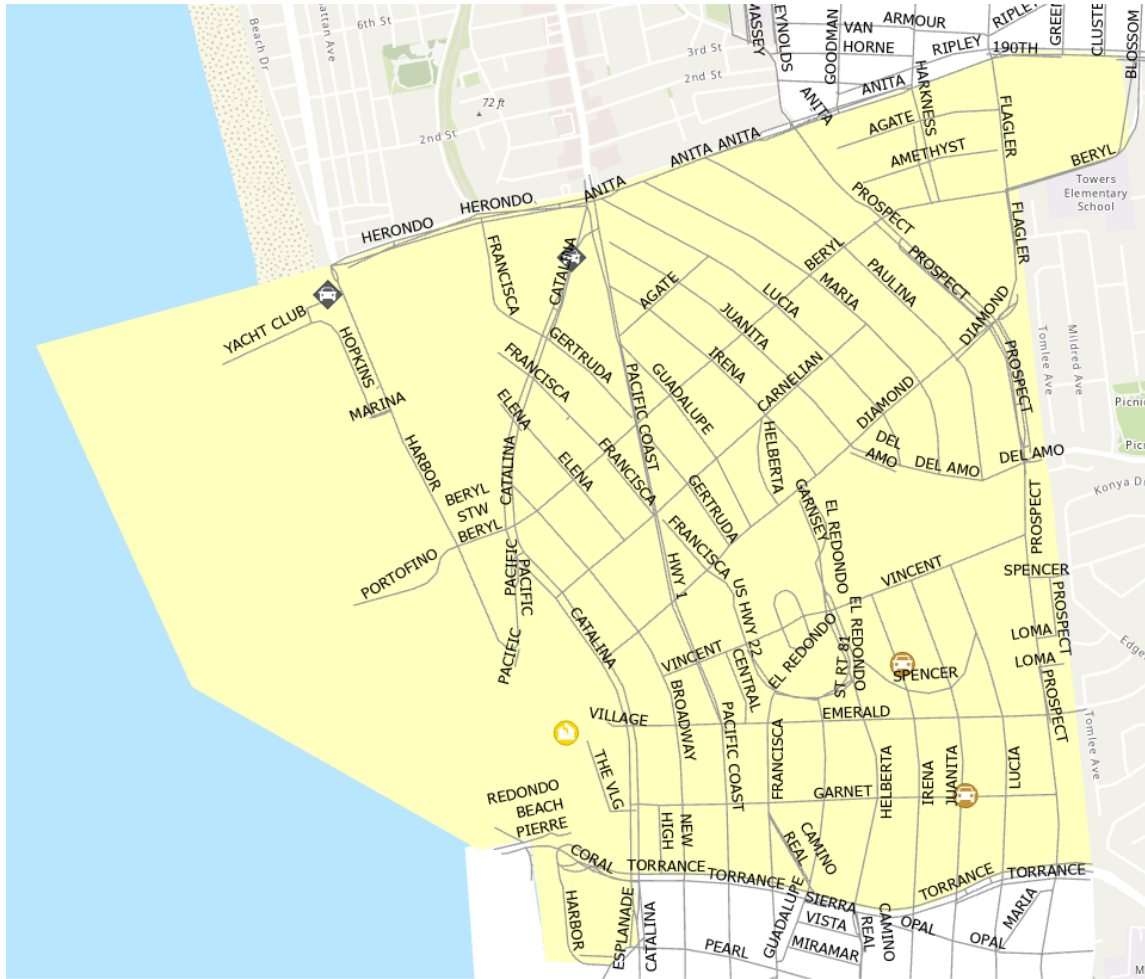 MASSEY
REYNOLDS
GOODMAN
VAN
HORNE
ARMOUR
RIPLEY
RIPLEY
190TH
GREEN
CLUSTER
BLOSSOM
Beach Dr
hattan Ave
6th St
3rd St
2nd St
72 ft
2nd St
ANITA
ANITA
HARKNESS
AGATE
AMETHYST
FLAGLER
BERYL
Towers
Elementary
School
ANITA ANITA
ANITA
HERONDO
HERONDO
PROSPECT
FLAGLER
FRANCISCA
CATALINA
BERYL
PROSPECT
PAULINA
MARIA
LUCIA
AGATE
JUANITA
IRENA
DIAMOND
YACHT CLUB
HOPKINS
MARINA
GERTRUDA
FRANCISCA
PACIFIC COAST
GUADALUPE
CARNELIAN
DIAMOND
PROSPECT
Tomlee Ave
Mildred Ave
Picni
Pic
ELENA
ELENA
FRANCISCA
HELBERTA
DEL
AMO
DEL AMO
DEL AMO
Konya Dr
HARBOR
CATALINA
BERYL
STW
BERYL
GERTRUDA
GARNSEY
EL REDONDO
PROSPECT
PORTOFINO
PACIFIC
PACIFIC
PACIFIC
FRANCISCA
HWY 1
US HWY 22
VINCENT
SPENCER
PROSPECT
CATALINA
VINCENT
CENTRAL
EL REDONDO
EL REDONDO
ST RT 181
SPENCER
LOMA
LOMA
Edge
PROSPECT
Tomlee Ave
VILLAGE
BROADWAY
PACIFIC COAST
EMERALD
FRANCISCA
HELBERTA
IRENA
JUANITA
LUCIA
THE VLG
GARNET
REDONDO
BEACH
PIERRE
HIGH
NEW
CAMINO
REAL
CORAL
TORRANCE
TORRANCE
TORRANCE
TORRANCE
HARBOR
ESPLANADE
CATALINA
GUADALUPE
SIERRA
VISTA
MIRAMAR
REAL
CAMINO
OPAL
OPAL
MARIA
PEARL
M